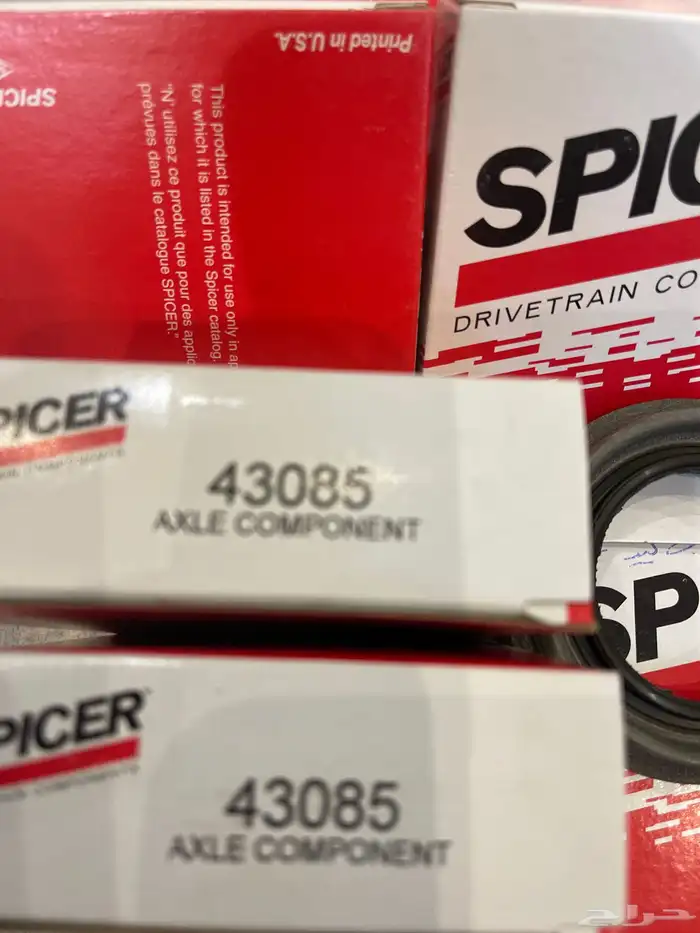 Printed in U.S.A.
SPIC
This product is intended for use only in ap
for which it is listed in the Spicer catalog.
"N' utilisez ce produit que pour des applic
prévues dans le catalogue SPICER."
SPIC
DRIVETRAIN CO
PICER
43085
AXLE COMPONENT
SP
PICER
43085
AXLE COMPONENT
حراج